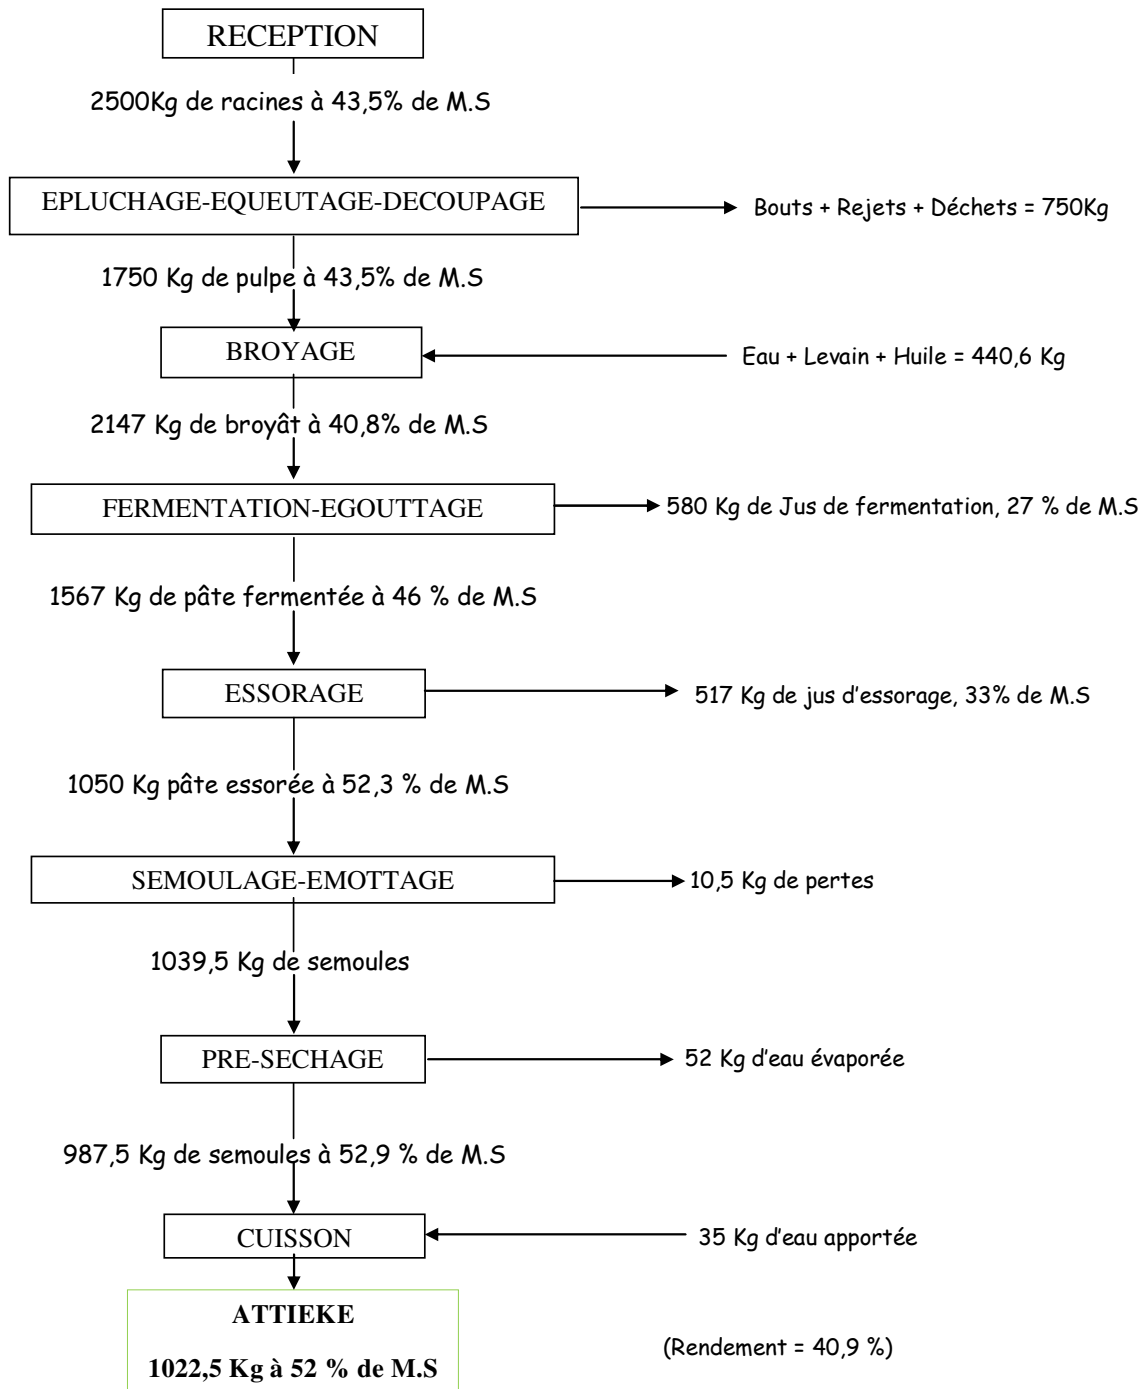 RECEPTION
2500Kg de racines à 43,5% de M.S
EPLUCHAGE-EQUEUTAGE-DECOUPAGE
Bouts + Rejets + Déchets = 750Kg
1750 Kg de pulpe à 43,5% de M.S
BROYAGE
Eau + Levain + Huile = 440,6 Kg
2147 Kg de broyât à 40,8% de M.S
FERMENTATION-EGOUTTAGE
580 Kg de Jus de fermentation, 27 % de M.S
1567 Kg de pâte fermentée à 46 % de M.S
ESSORAGE
517 Kg de jus d'essorage, 33% de M.S
1050 Kg pâte essorée à 52,3 % de M.S
SEMOULAGE-EMOTTAGE
10,5 Kg de pertes
1039,5 Kg de semoules
PRE-SECHAGE
52 Kg d'eau évaporée
987,5 Kg de semoules à 52,9 % de M.S
CUISSON
35 Kg d'eau apportée
ATTIEKE
1022,5 Kg à 52 % de M.S
(Rendement = 40,9 %)